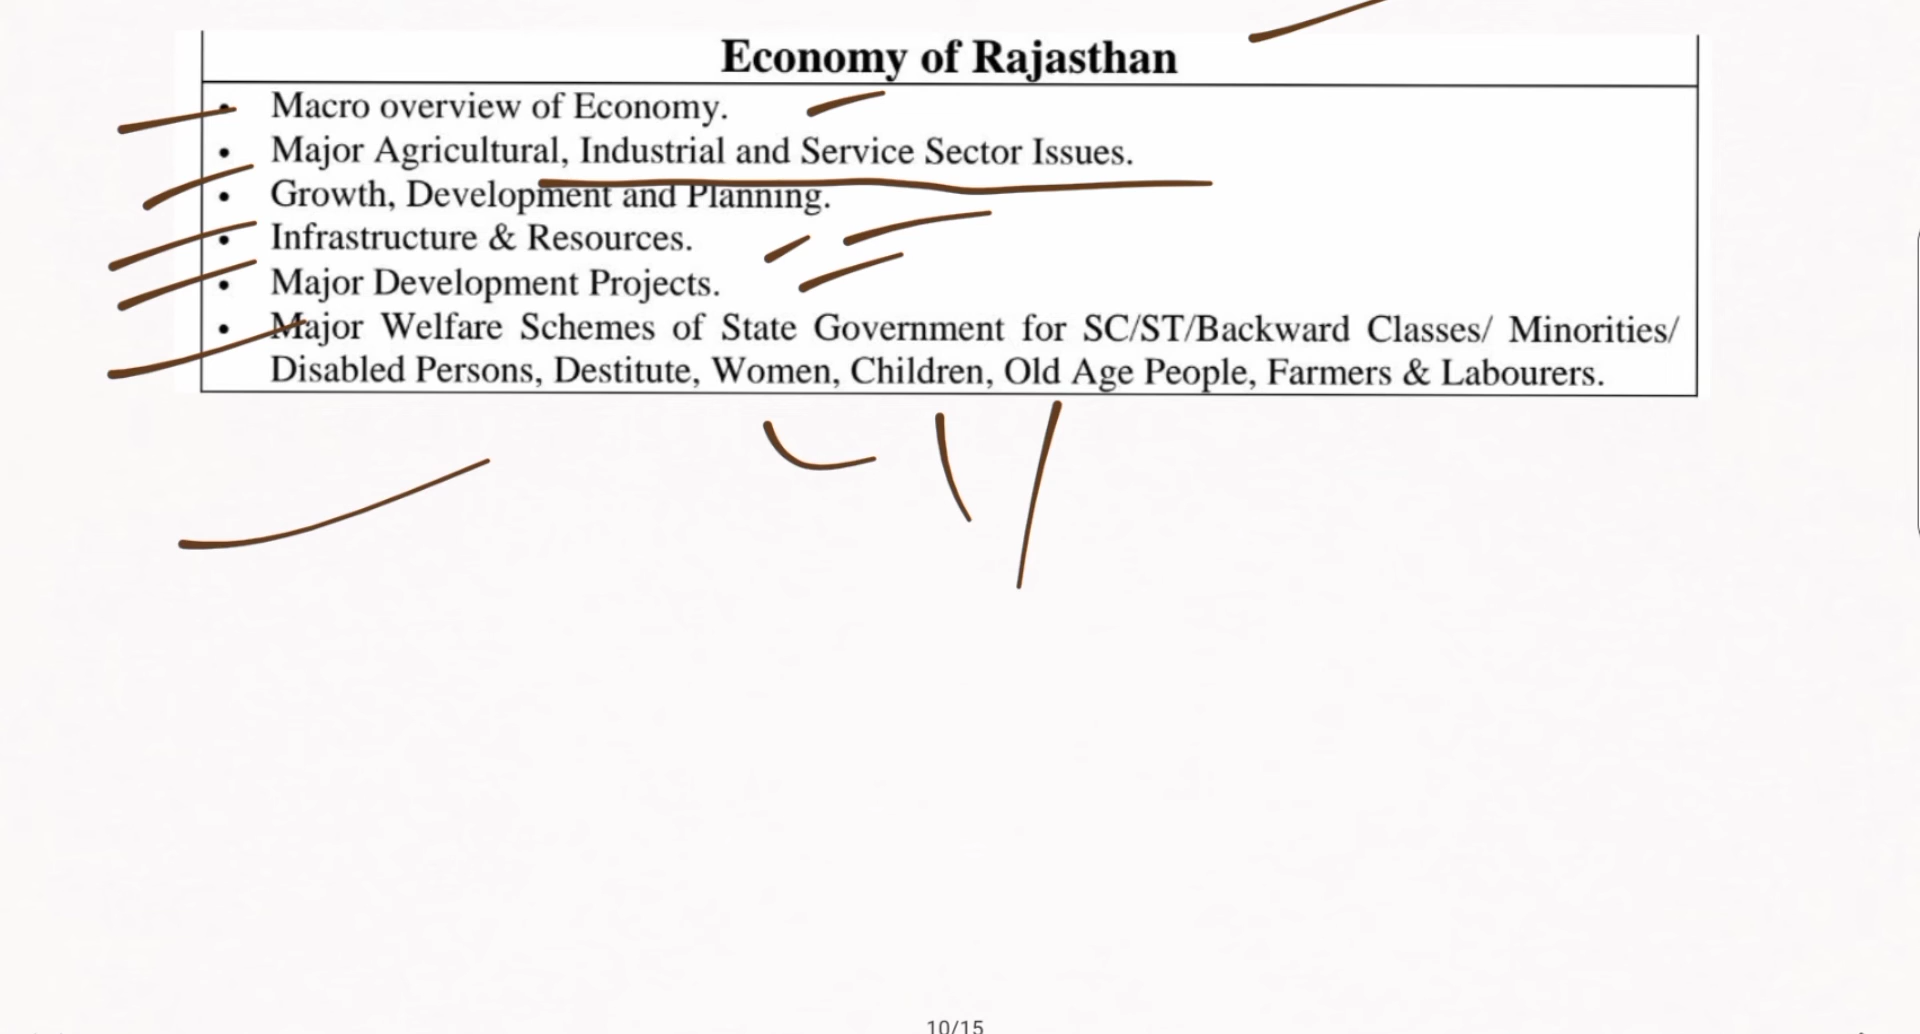 Economy of Rajasthan
• Macro overview of Economy.
• Major Agricultural, Industrial and Service Sector Issues.
• Growth, Development and Planning.
• Infrastructure & Resources.
• Major Development Projects.
• Major Welfare Schemes of State Government for SC/ST/Backward Classes/ Minorities/
Disabled Persons, Destitute, Women, Children, Old Age People, Farmers & Labourers.
10/15